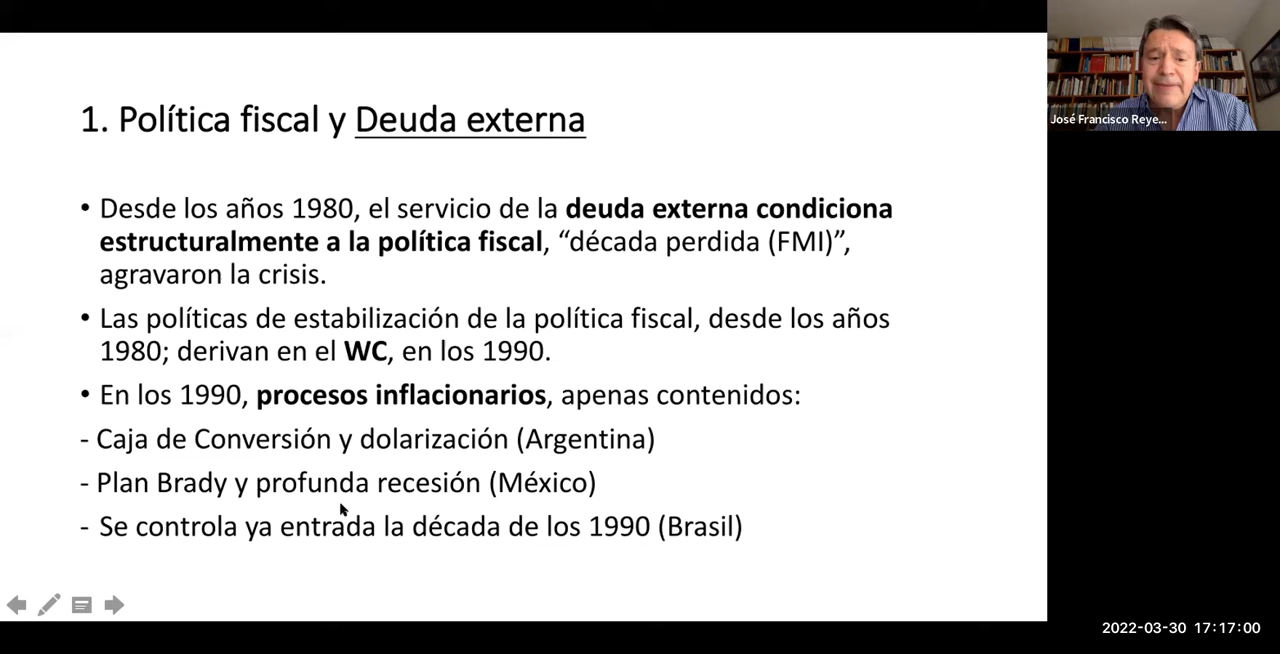 1. Política fiscal y Deuda externa
• Desde los años 1980, el servicio de la deuda externa condiciona
estructuralmente a la política fiscal, “década perdida (FMI)”,
agravaron la crisis.
• Las políticas de estabilización de la política fiscal, desde los años
1980; derivan en el WC, en los 1990.
• En los 1990, procesos inflacionarios, apenas contenidos:
- Caja de Conversión y dolarización (Argentina)
- Plan Brady y profunda recesión (México)
- Se controla ya entrada la década de los 1990 (Brasil)
José Francisco Reye...
2022-03-30 17:17:00